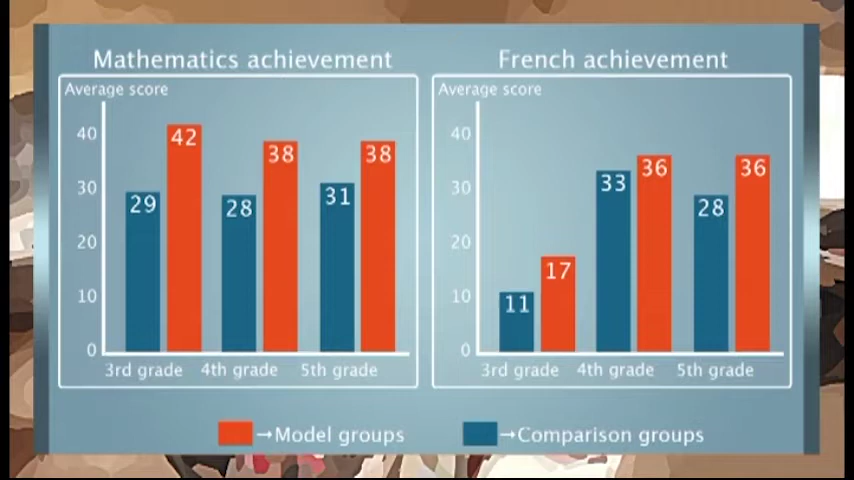 Mathematics achievement
Average score
40
30
20
10
0
29
42
28
38
31
38
3rd grade 4th grade 5th grade
French achievement
Average score
40
30
20
10
0
11
17
33
36
28
36
3rd grade 4th grade 5th grade
→Model groups
→Comparison groups